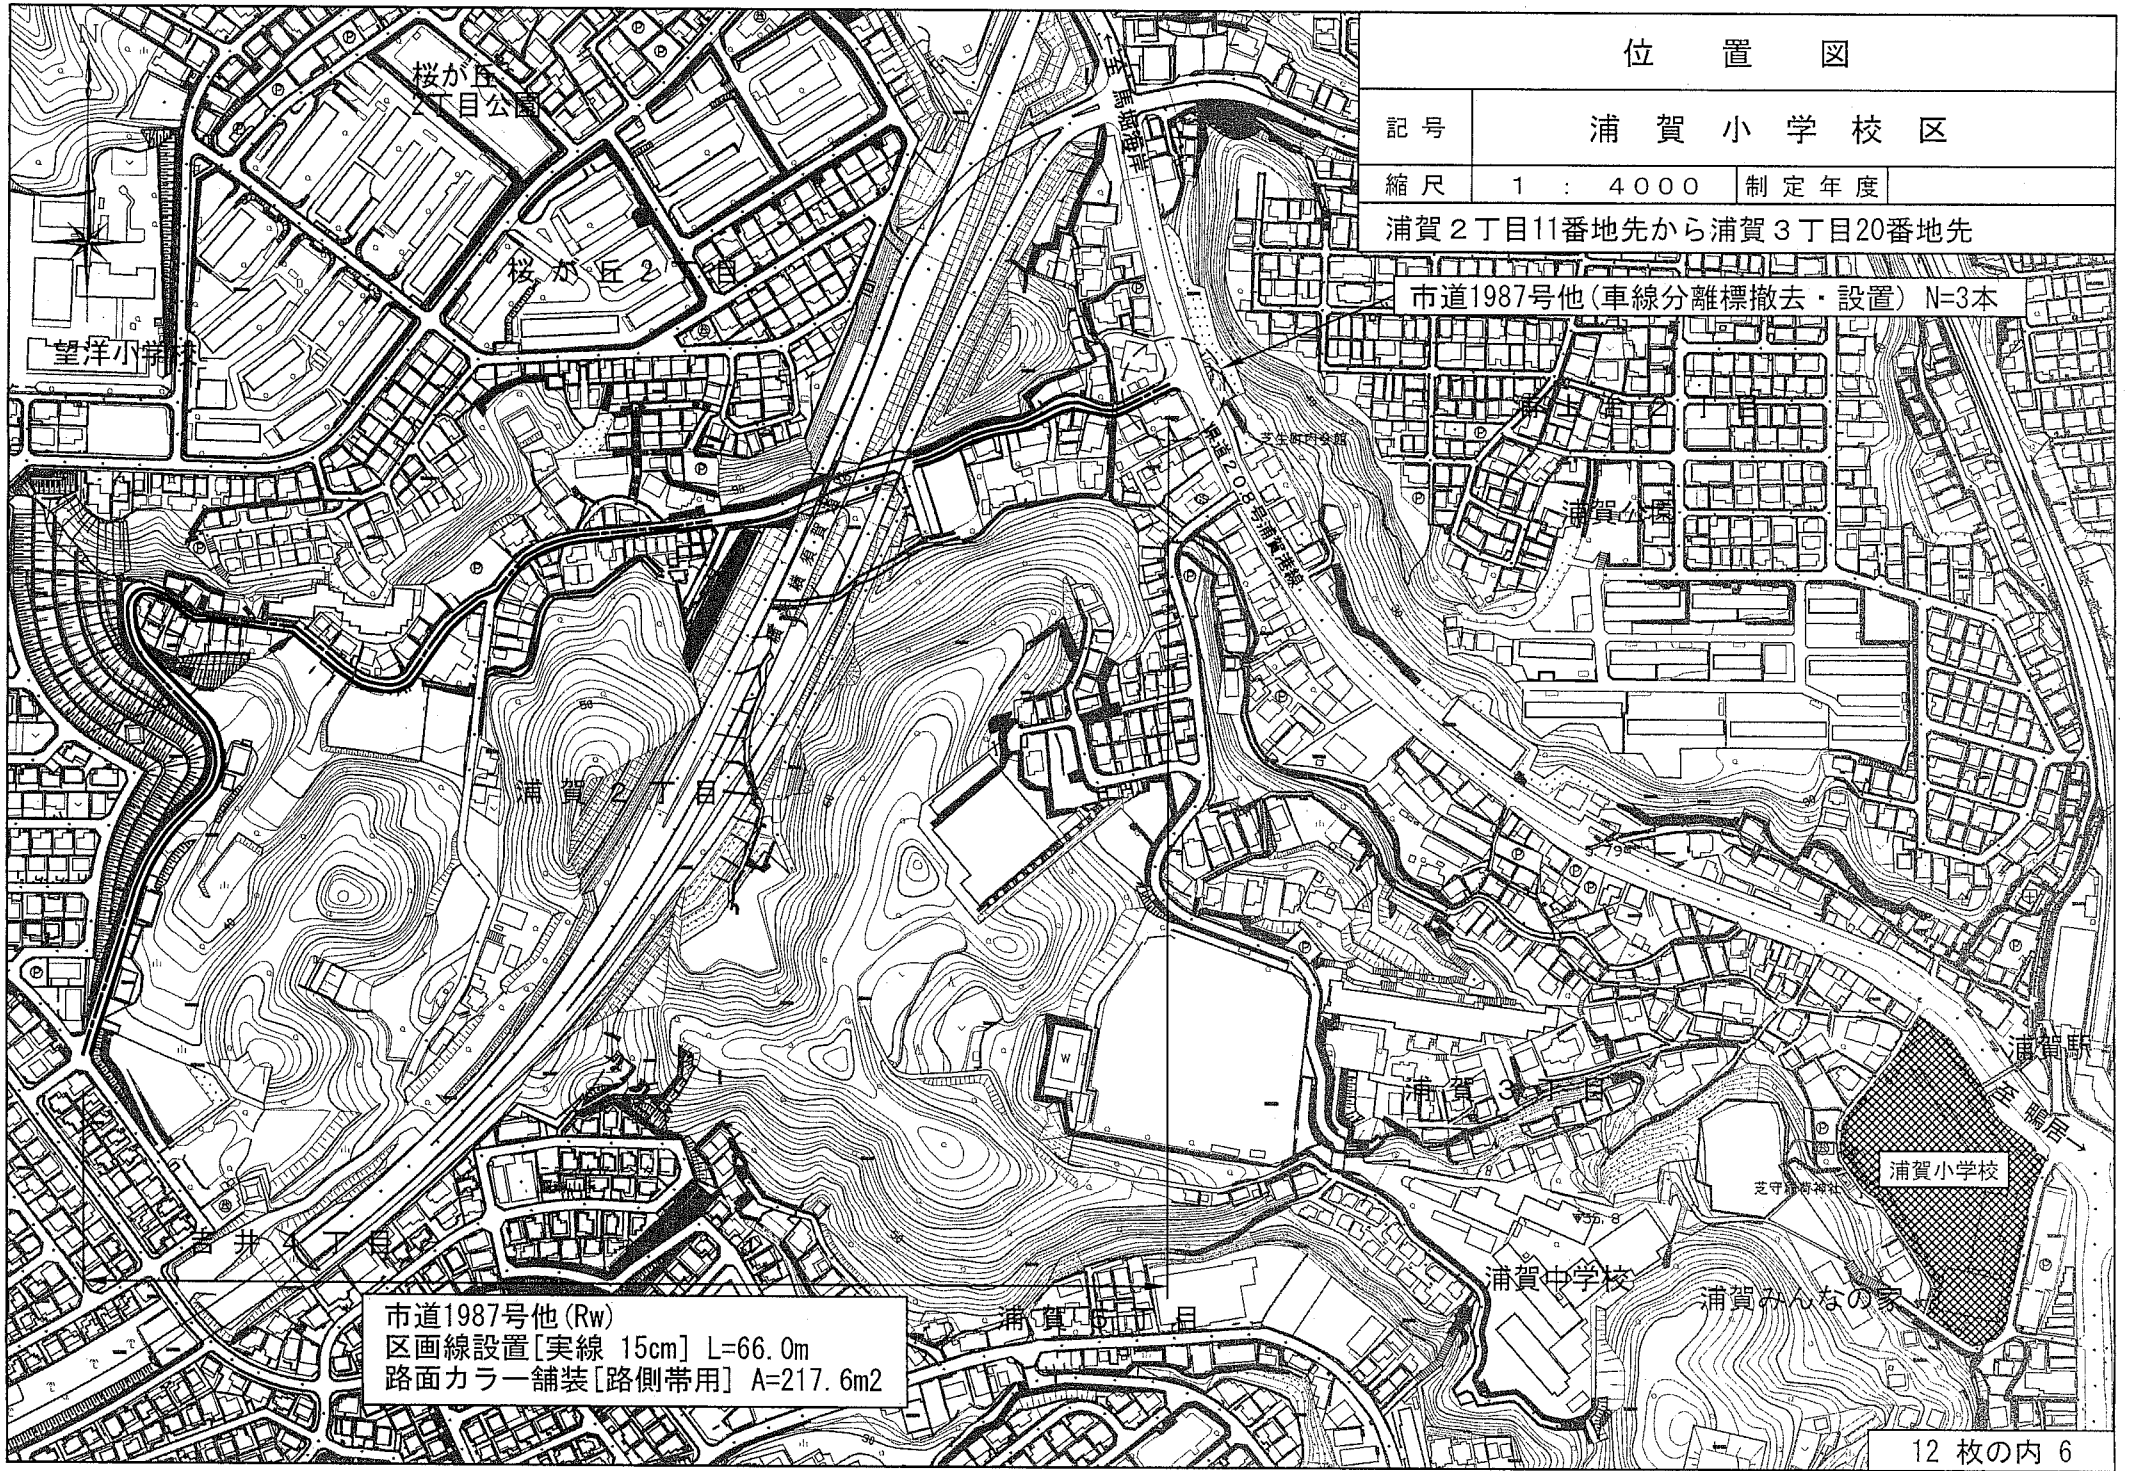 位置図
記号 浦賀小学校区
縮尺 1 : 4000 制定年度
浦賀2丁目11番地先から浦賀3丁目20番地先
市道1987号他(車線分離標撤去・設置) N=3本
N
桜が丘
2丁目公園
桜が丘2丁目
望洋小学校
馬堀海岸
芝生町内会館
県道208号浦賀港線
浦賀公園
浦賀2丁目
浦賀3丁目
浦賀駅
至 鴨居→
浦賀小学校
芝守稲荷神社
浦賀中学校
浦賀みんなの家
吉井4丁目
浦賀5丁目
市道1987号他(Rw)
区画線設置[実線 15cm] L=66.0m
路面カラー舗装[路側帯用] A=217.6m2
12 枚の内 6